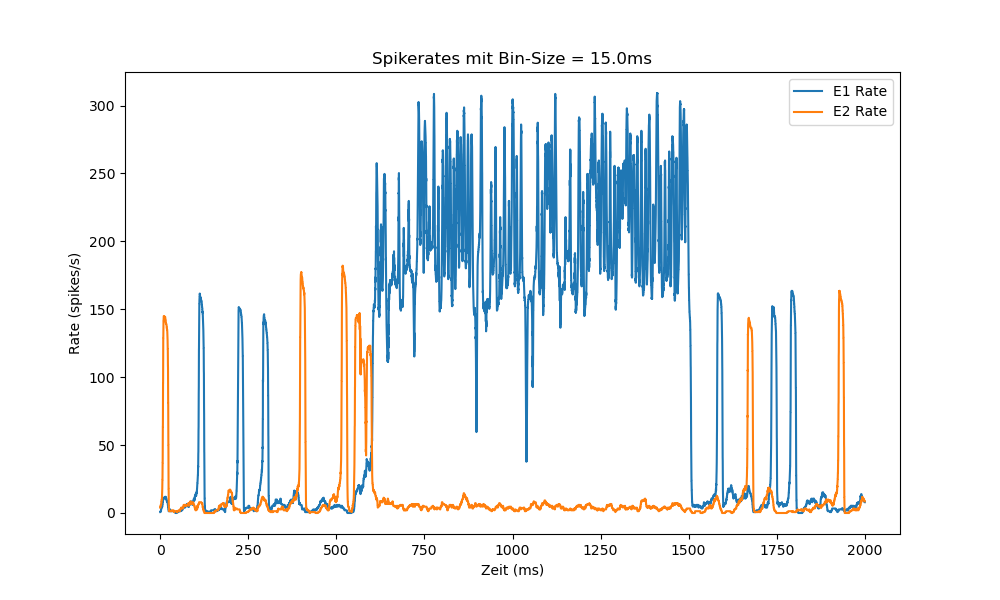 Spikerates mit Bin-Size = 15.0ms
E1 Rate
E2 Rate
Rate (spikes/s)
300
250
200
150
100
50
0
0 250 500 750 1000 1250 1500 1750 2000
Zeit (ms)